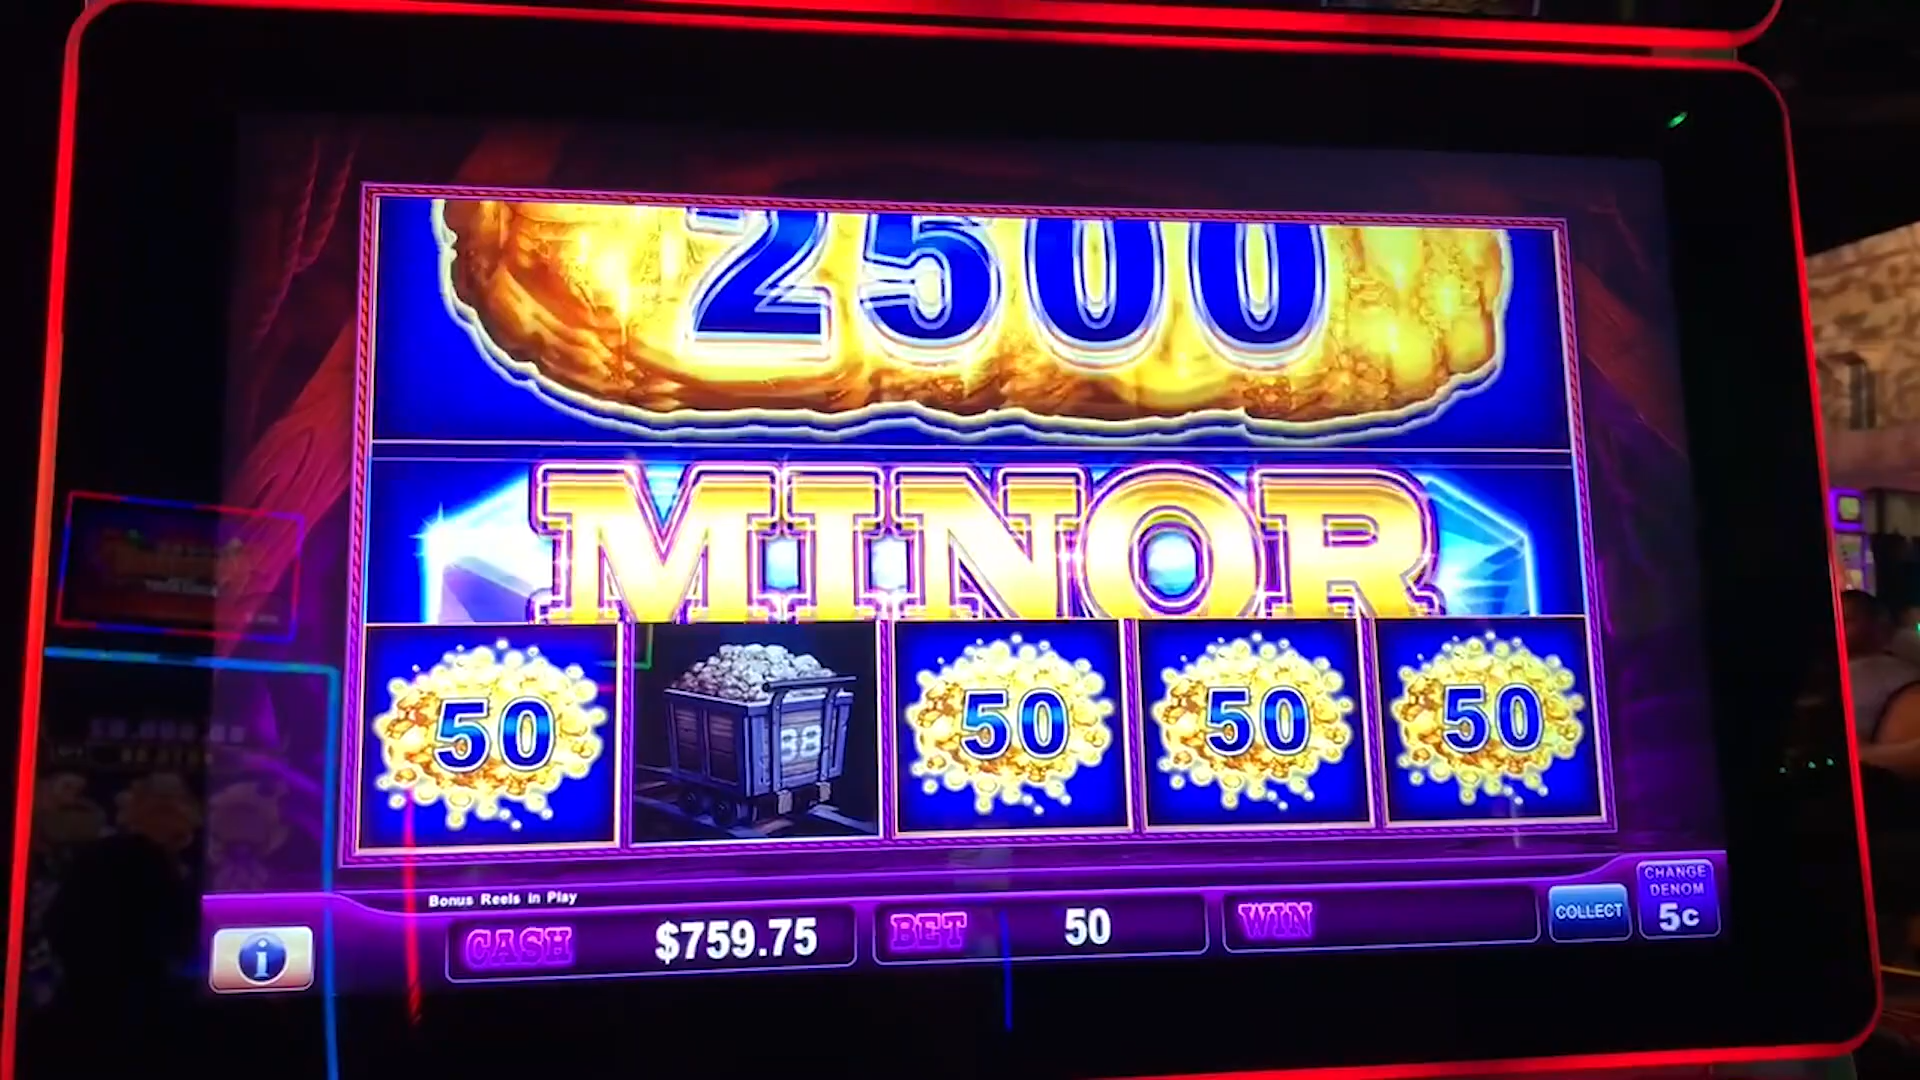 2500
MINOR
50
88
50
50
50
Bonus Reels in Play
CASH $759.75
BET 50
WIN
COLLECT
CHANGE
DENOM
5c
i